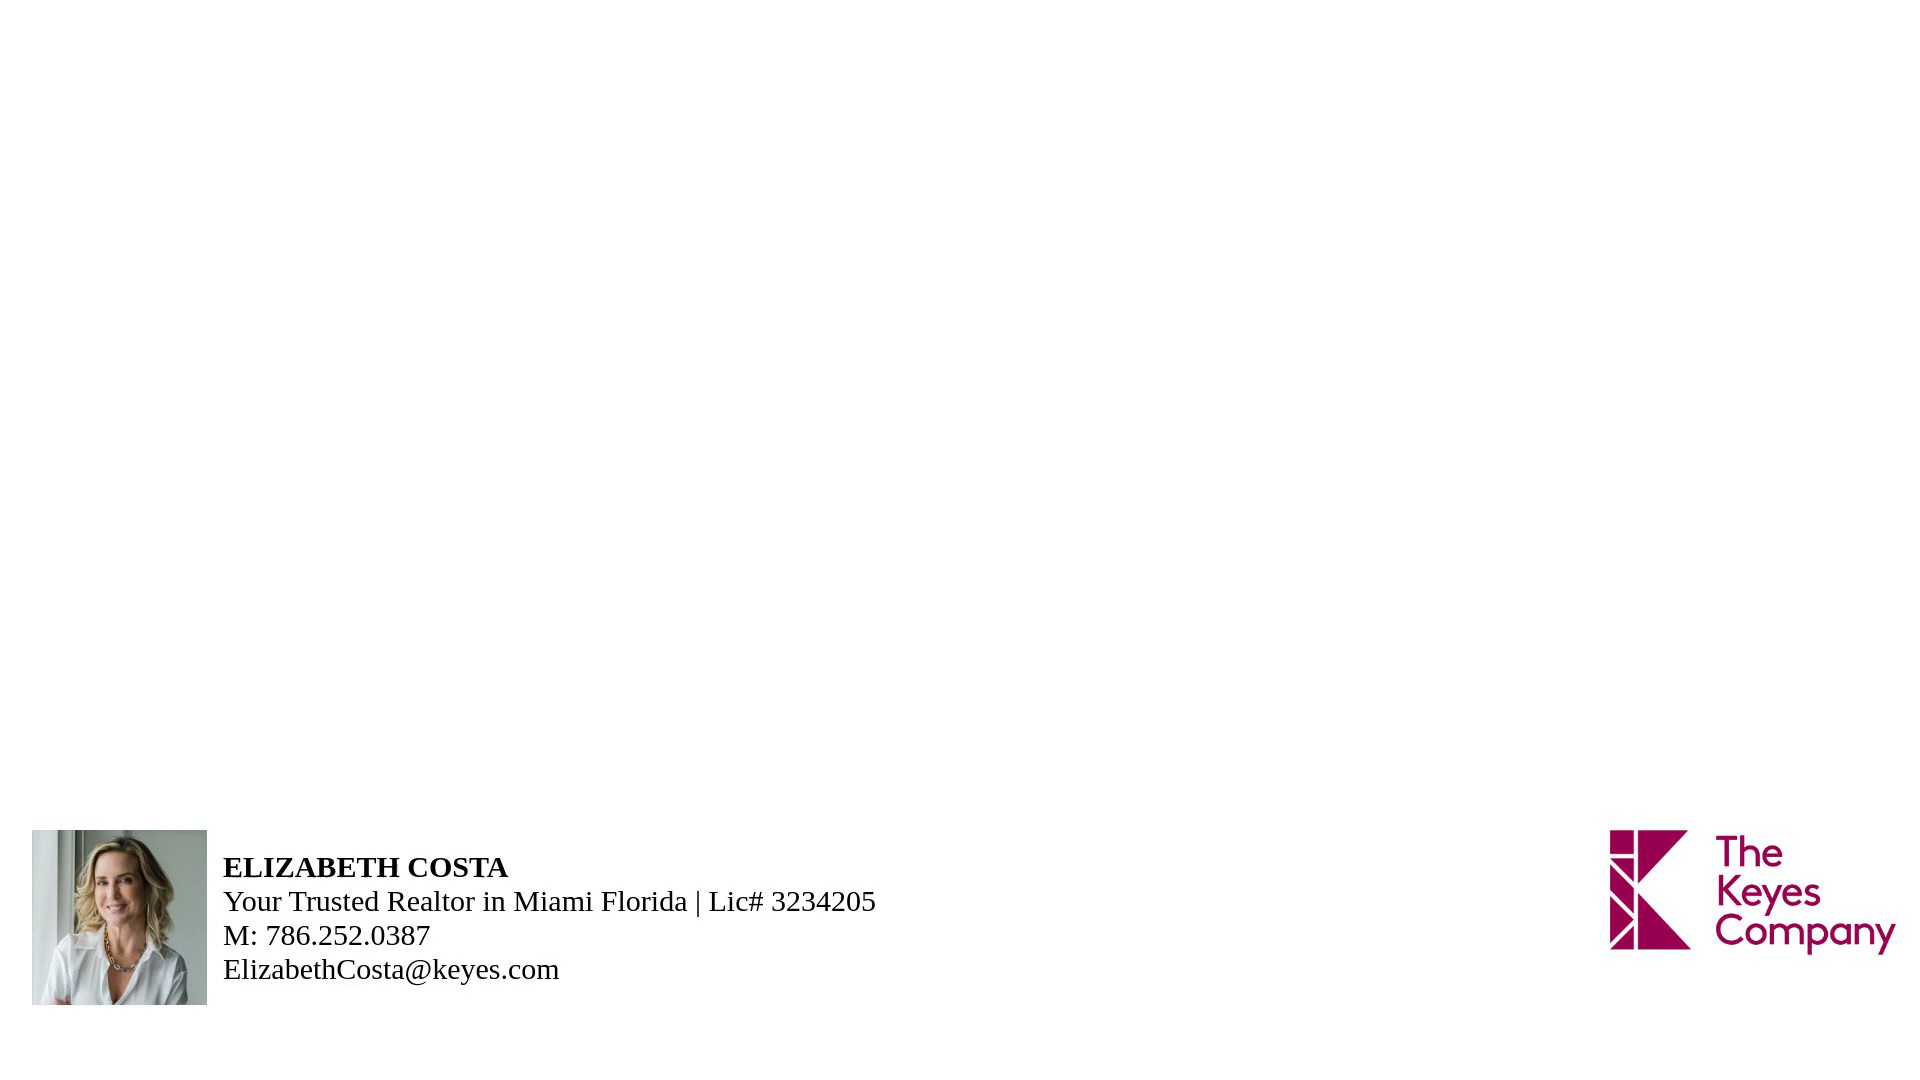 ELIZABETH COSTA
Your Trusted Realtor in Miami Florida | Lic# 3234205
M: 786.252.0387
ElizabethCosta@keyes.com
The
Keyes
Company